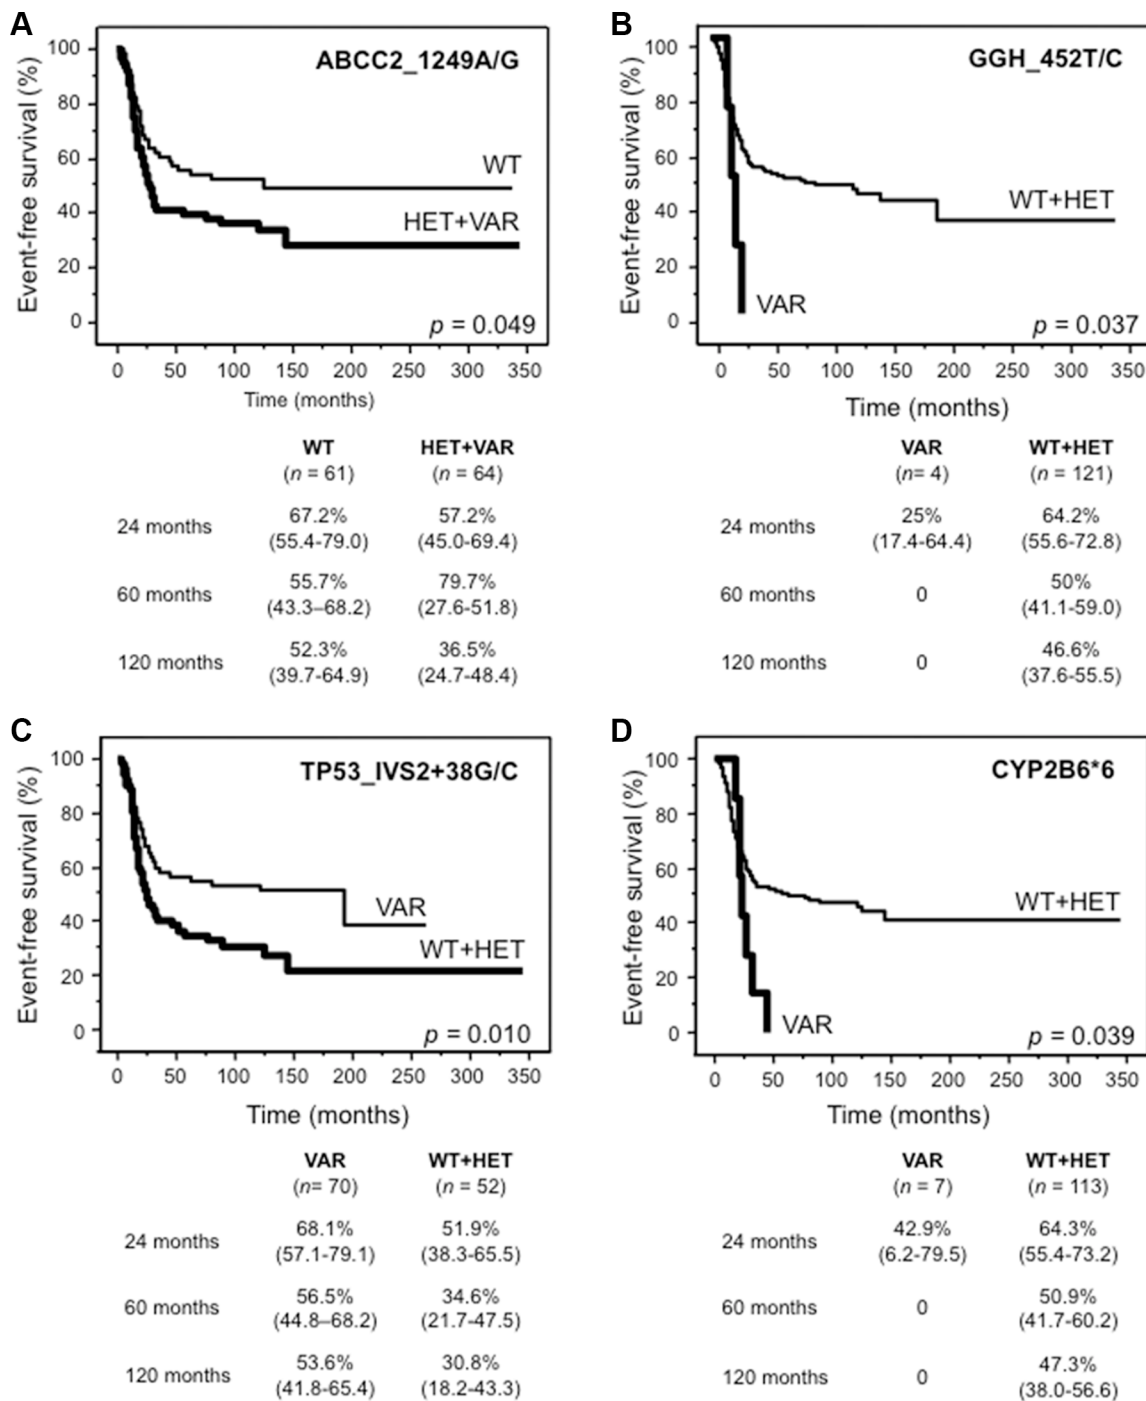 A
ABCC2_1249A/G
Event-free survival (%)
100
80
60
40
20
0
WT
HET+VAR
p = 0.049
0 50 100 150 200 250 300 350
Time (months)
WT HET+VAR
(n = 61) (n = 64)
24 months 67.2% 57.2%
(55.4-79.0) (45.0-69.4)
60 months 55.7% 79.7%
(43.3–68.2) (27.6-51.8)
120 months 52.3% 36.5%
(39.7-64.9) (24.7-48.4)
B
GGH_452T/C
Event-free survival (%)
100
80
60
40
20
0
WT+HET
VAR
p = 0.037
0 50 100 150 200 250 300 350
Time (months)
VAR WT+HET
(n= 4) (n = 121)
24 months 25% 64.2%
(17.4-64.4) (55.6-72.8)
60 months 0 50%
(41.1-59.0)
120 months 0 46.6%
(37.6-55.5)
C
TP53_IVS2+38G/C
Event-free survival (%)
100
80
60
40
20
0
VAR
WT+HET
p = 0.010
0 50 100 150 200 250 300 350
Time (months)
VAR WT+HET
(n= 70) (n = 52)
24 months 68.1% 51.9%
(57.1-79.1) (38.3-65.5)
60 months 56.5% 34.6%
(44.8–68.2) (21.7-47.5)
120 months 53.6% 30.8%
(41.8-65.4) (18.2-43.3)
D
CYP2B6*6
Event-free survival (%)
100
80
60
40
20
0
WT+HET
VAR
p = 0.039
0 50 100 150 200 250 300 350
Time (months)
VAR WT+HET
(n = 7) (n = 113)
24 months 42.9% 64.3%
(6.2-79.5) (55.4-73.2)
60 months 0 50.9%
(41.7-60.2)
120 months 0 47.3%
(38.0-56.6)